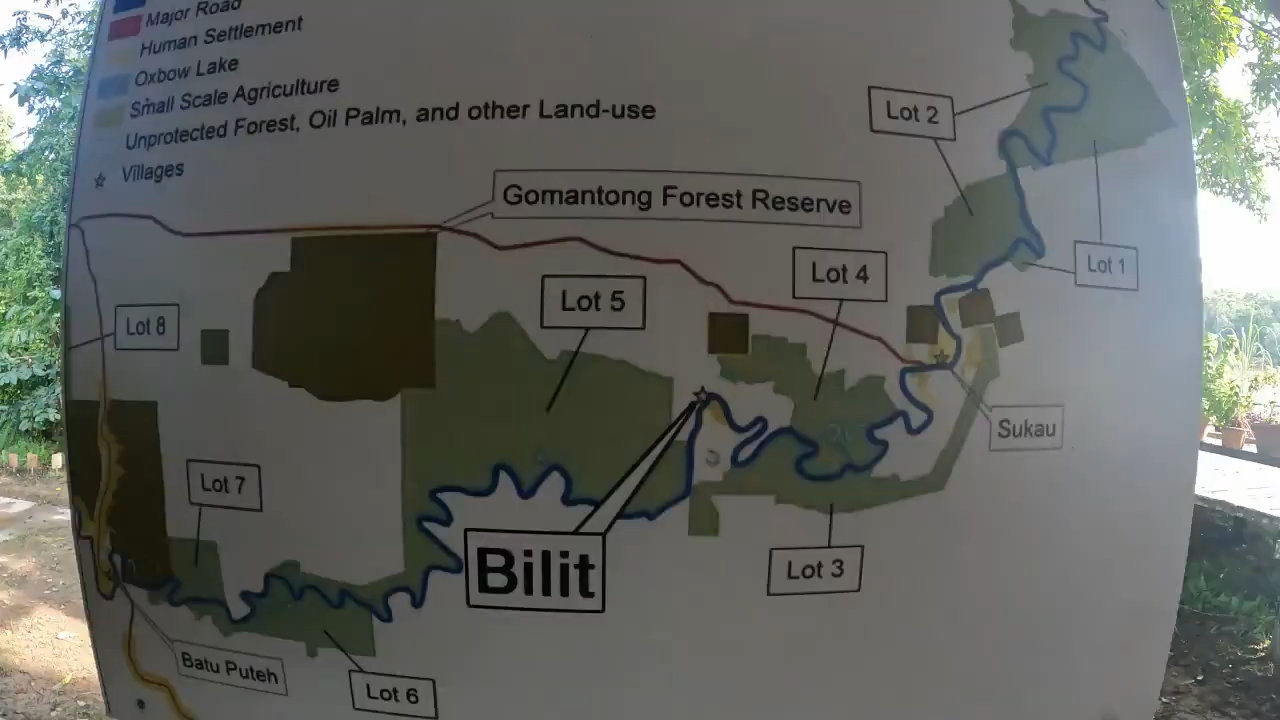 Major Road
Human Settlement
Oxbow Lake
Small Scale Agriculture
Unprotected Forest, Oil Palm, and other Land-use
Villages
Gomantong Forest Reserve
Lot 2
Lot 1
Lot 4
Lot 5
Lot 8
Sukau
Lot 7
Bilit
Lot 3
Batu Puteh
Lot 6